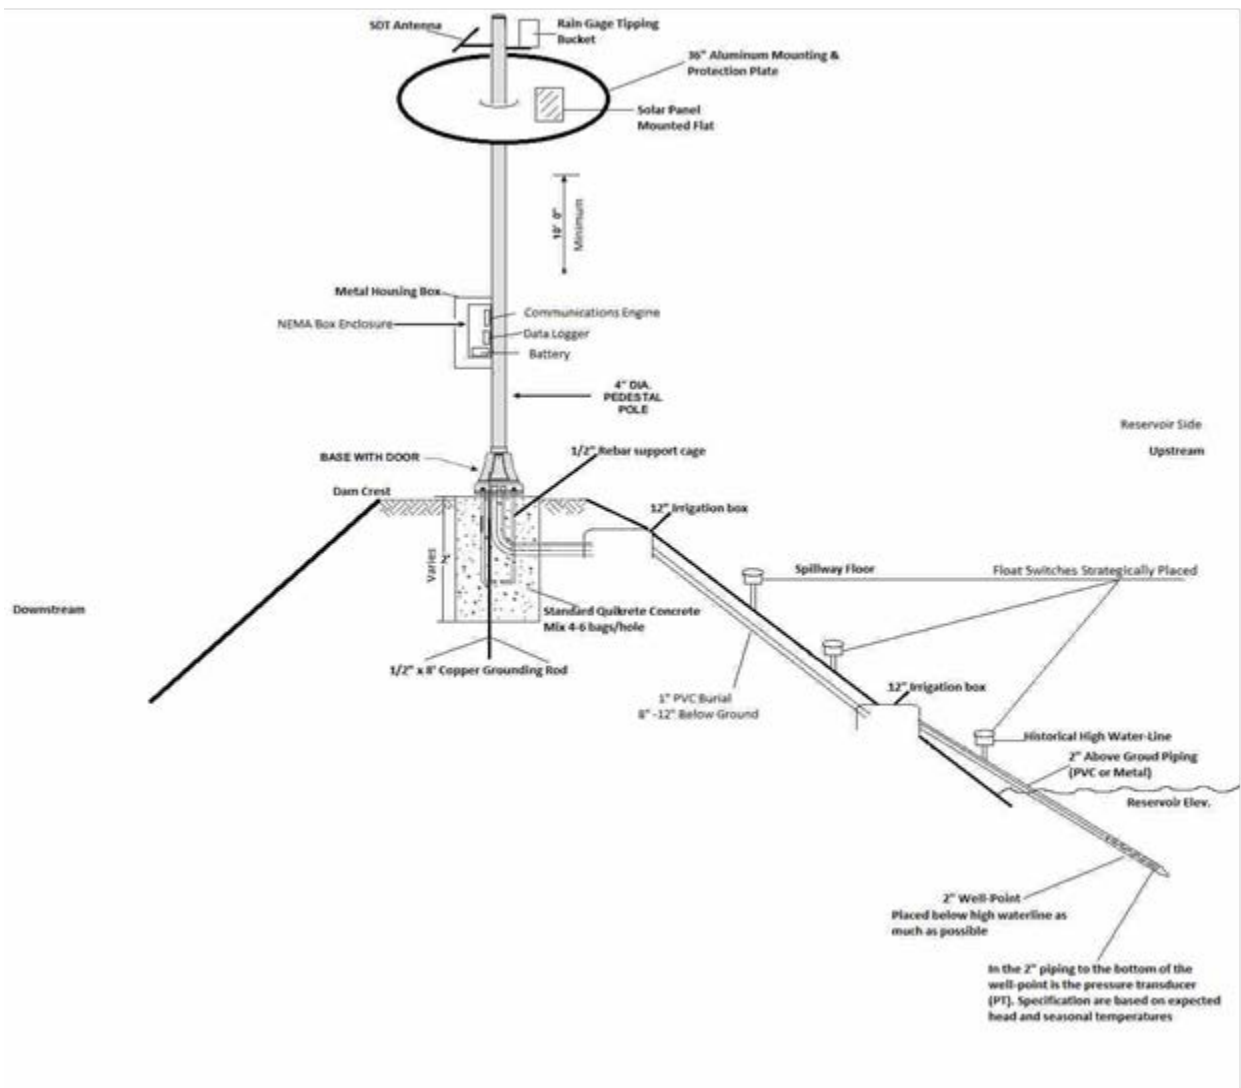 SDT Antenna
Rain Gage Tipping
Bucket
36" Aluminum Mounting &
Protection Plate
Solar Panel
Mounted Flat
10' 0"
Minimum
Metal Housing Box
NEMA Box Enclosure
Communications Engine
Data Logger
Battery
4" DIA.
PEDESTAL
POLE
Reservoir Side
Upstream
BASE WITH DOOR
1/2" Rebar support cage
Dam Crest
12" Irrigation box
Varies
2'
Spillway Floor
Float Switches Strategically Placed
Downstream
Standard Quikrete Concrete
Mix 4-6 bags/hole
1/2" x 8' Copper Grounding Rod
1" PVC Burial
8" -12" Below Ground
12" Irrigation box
Historical High Water-Line
2" Above Groud Piping
(PVC or Metal)
Reservoir Elev.
2" Well-Point
Placed below high waterline as
much as possible
In the 2" piping to the bottom of the
well-point is the pressure transducer
(PT). Specification are based on expected
head and seasonal temperatures